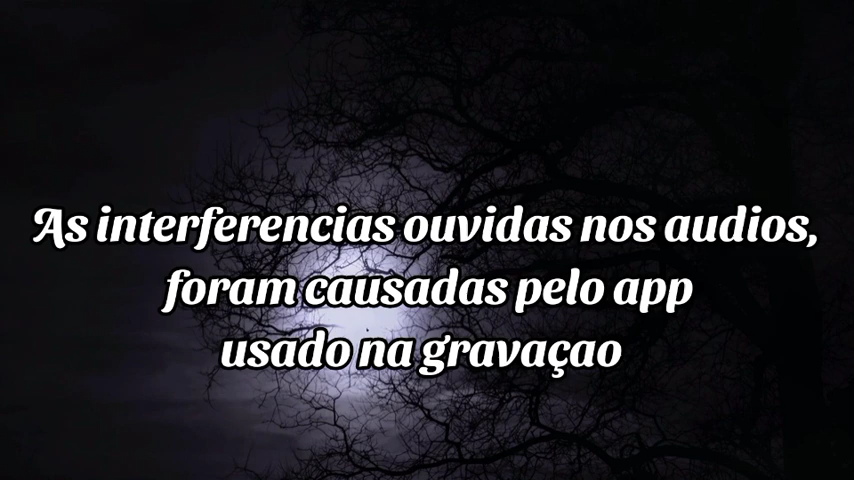 As interferencias ouvidas nos audios,
foram causadas pelo app
usado na gravaçao